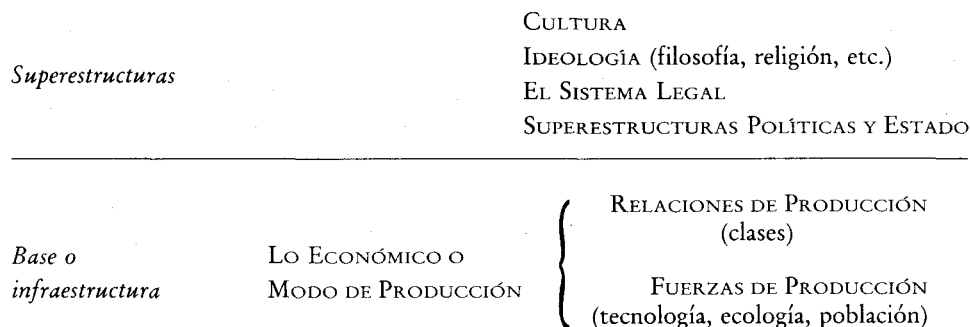 CULTURA
IDEOLOGÍA (filosofía, religión, etc.)
Superestructuras
EL SISTEMA LEGAL
SUPERESTRUCTURAS POLÍTICAS Y ESTADO
RELACIONES DE PRODUCCIÓN
(clases)
Base o
infraestructura
LO ECONÓMICO O
MODO DE PRODUCCIÓN
FUERZAS DE PRODUCCIÓN
(tecnología, ecología, población)